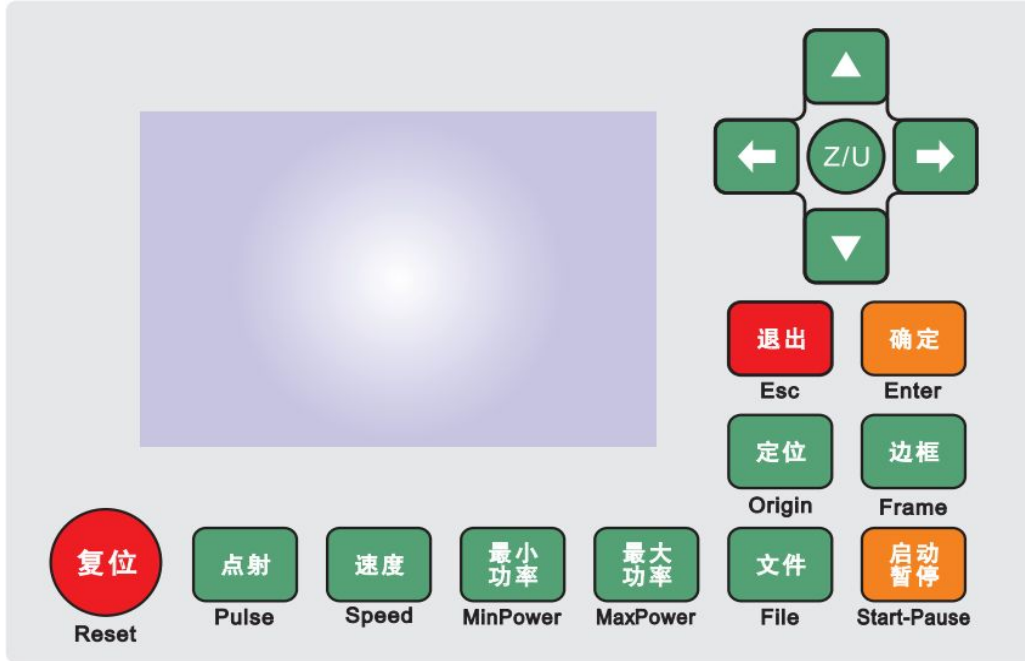 Z/U
退出
确定
Esc
Enter
定位
边框
Origin
Frame
复位
Reset
点射
Pulse
速度
Speed
最小
功率
MinPower
最大
功率
MaxPower
文件
File
启动
暂停
Start-Pause